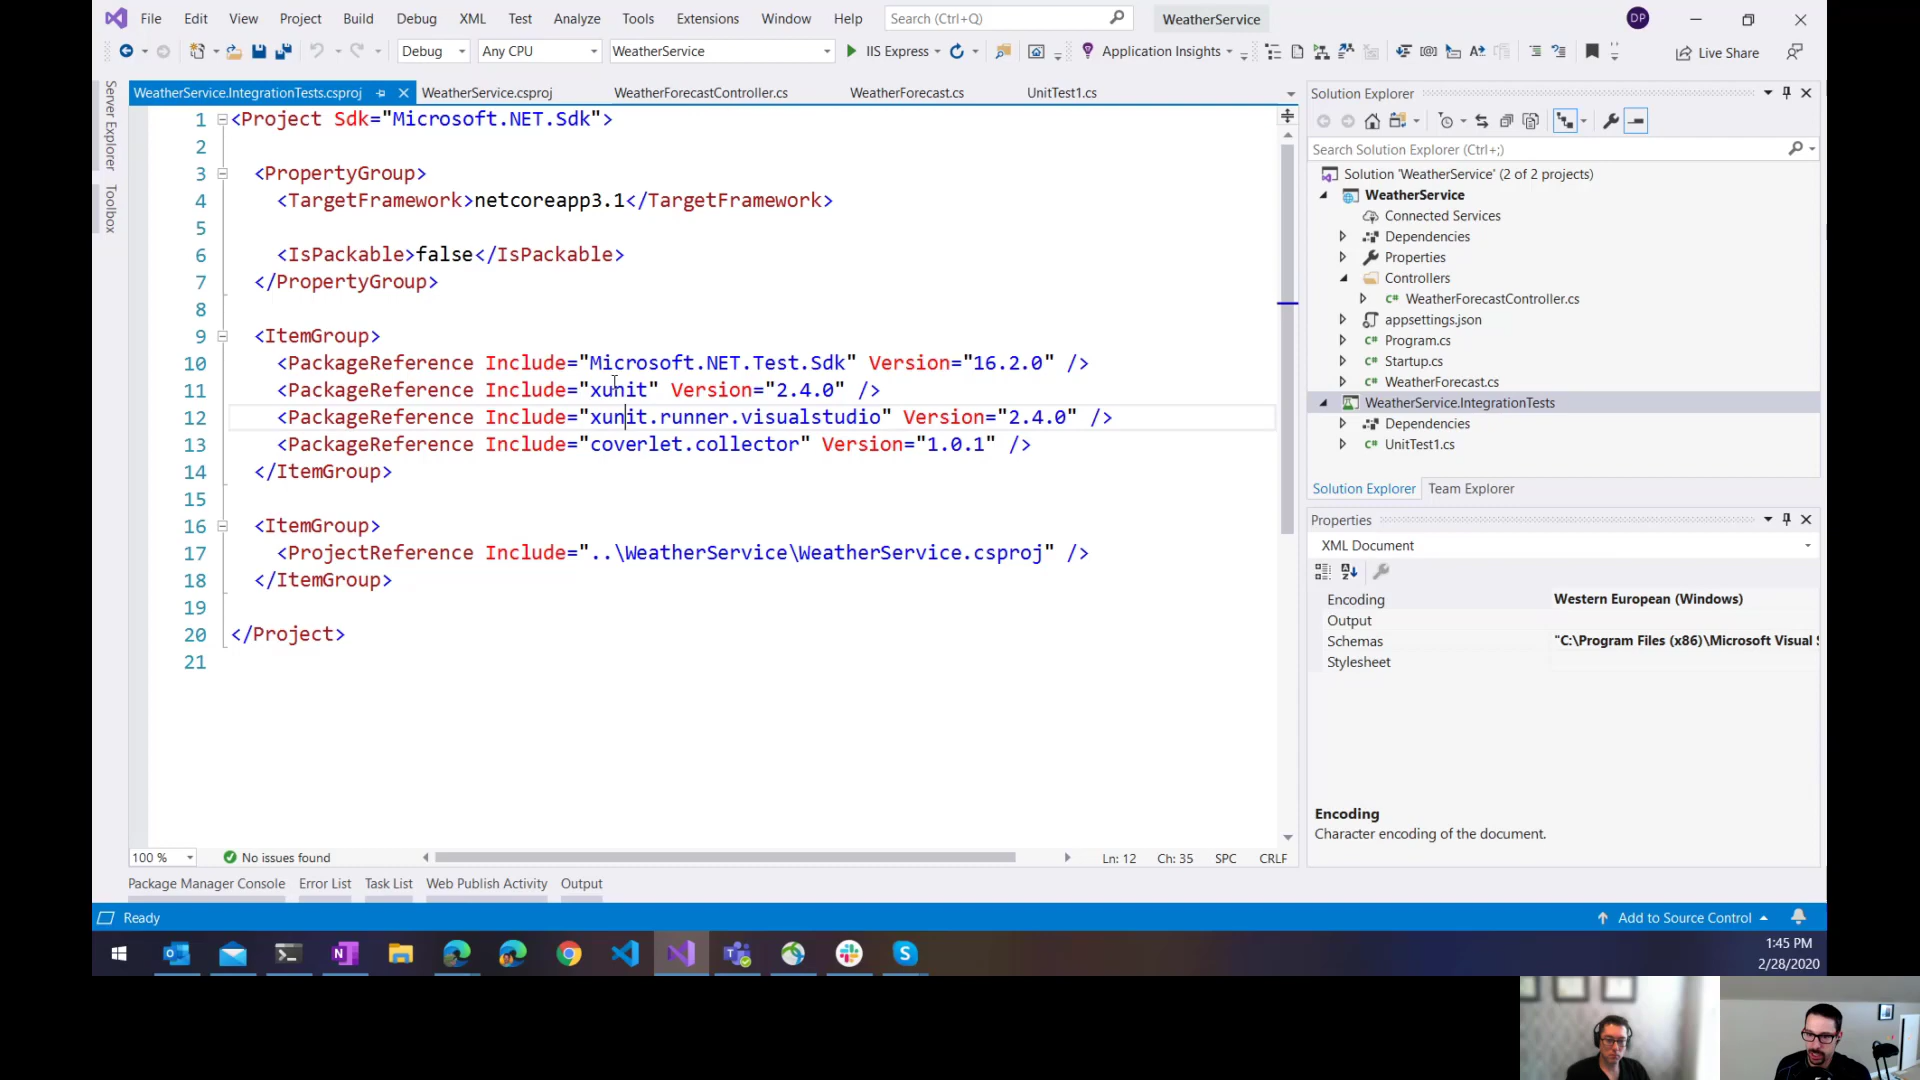 File Edit View Project Build Debug XML Test Analyze Tools Extensions Window Help Search (Ctrl+Q) WeatherService DP
Debug Any CPU WeatherService IIS Express Application Insights Live Share
Server Explorer
Toolbox
WeatherService.IntegrationTests.csproj WeatherService.csproj WeatherForecastController.cs WeatherForecast.cs UnitTest1.cs
1 <Project Sdk="Microsoft.NET.Sdk">
2
3 <PropertyGroup>
4 <TargetFramework>netcoreapp3.1</TargetFramework>
5
6 <IsPackable>false</IsPackable>
7 </PropertyGroup>
8
9 <ItemGroup>
10 <PackageReference Include="Microsoft.NET.Test.Sdk" Version="16.2.0" />
11 <PackageReference Include="xunit" Version="2.4.0" />
12 <PackageReference Include="xunit.runner.visualstudio" Version="2.4.0" />
13 <PackageReference Include="coverlet.collector" Version="1.0.1" />
14 </ItemGroup>
15
16 <ItemGroup>
17 <ProjectReference Include="..\WeatherService\WeatherService.csproj" />
18 </ItemGroup>
19
20 </Project>
21
100 % No issues found Ln: 12 Ch: 35 SPC CRLF
Package Manager Console Error List Task List Web Publish Activity Output
Solution Explorer
Search Solution Explorer (Ctrl+;)
Solution 'WeatherService' (2 of 2 projects)
WeatherService
Connected Services
Dependencies
Properties
Controllers
C# WeatherForecastController.cs
appsettings.json
C# Program.cs
C# Startup.cs
C# WeatherForecast.cs
WeatherService.IntegrationTests
Dependencies
C# UnitTest1.cs
Solution Explorer Team Explorer
Properties
XML Document
Encoding Western European (Windows)
Output
Schemas "C:\Program Files (x86)\Microsoft Visual
Stylesheet
Encoding
Character encoding of the document.
Ready Add to Source Control
1:45 PM
2/28/2020